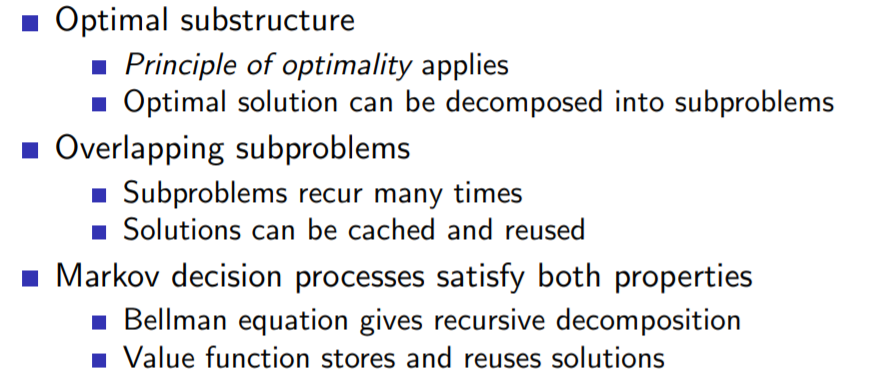 Optimal substructure
Principle of optimality applies
Optimal solution can be decomposed into subproblems
Overlapping subproblems
Subproblems recur many times
Solutions can be cached and reused
Markov decision processes satisfy both properties
Bellman equation gives recursive decomposition
Value function stores and reuses solutions